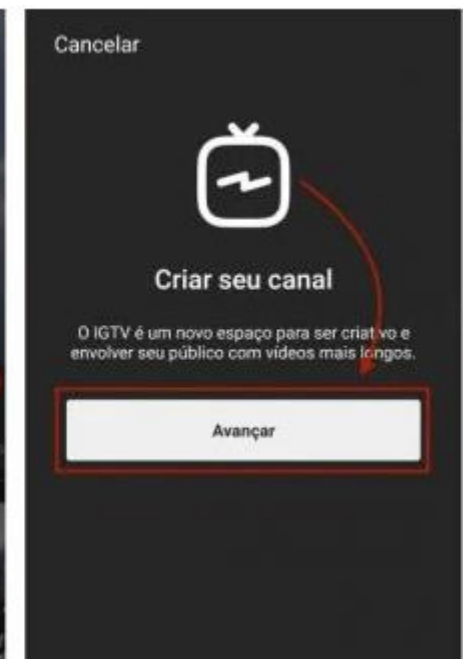 Cancelar
Criar seu canal
O IGTV é um novo espaço para ser criativo e
envolver seu público com vídeos mais longos.
Avançar